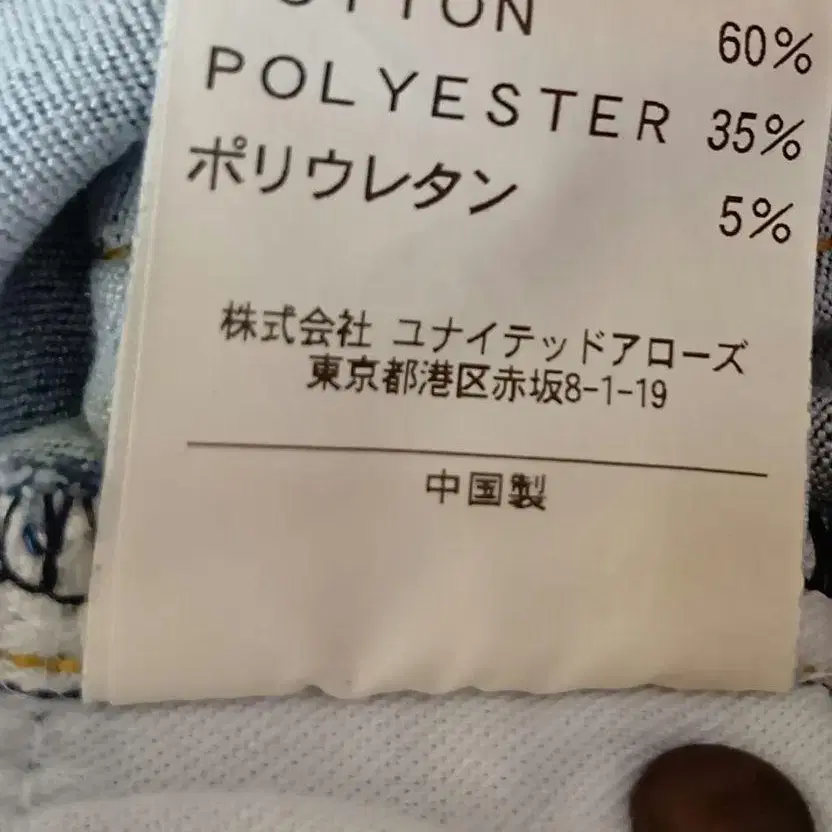 COTTON 60%
POLYESTER 35%
ポリウレタン 5%
株式会社 ユナイテッドアローズ
東京都港区赤坂8-1-19
中国製